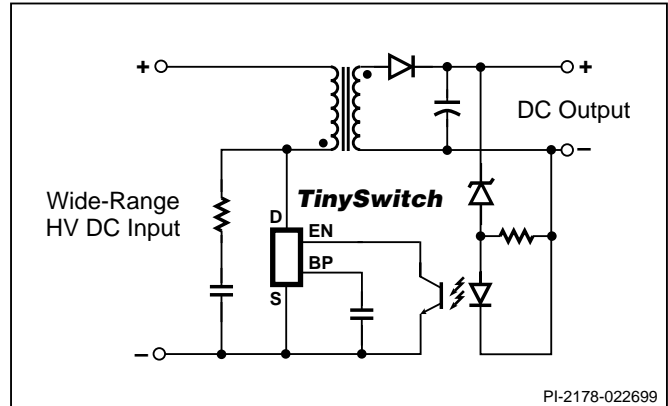 +
+
DC Output
−
Wide-Range
HV DC Input
TinySwitch
D
EN
BP
S
−
PI-2178-022699